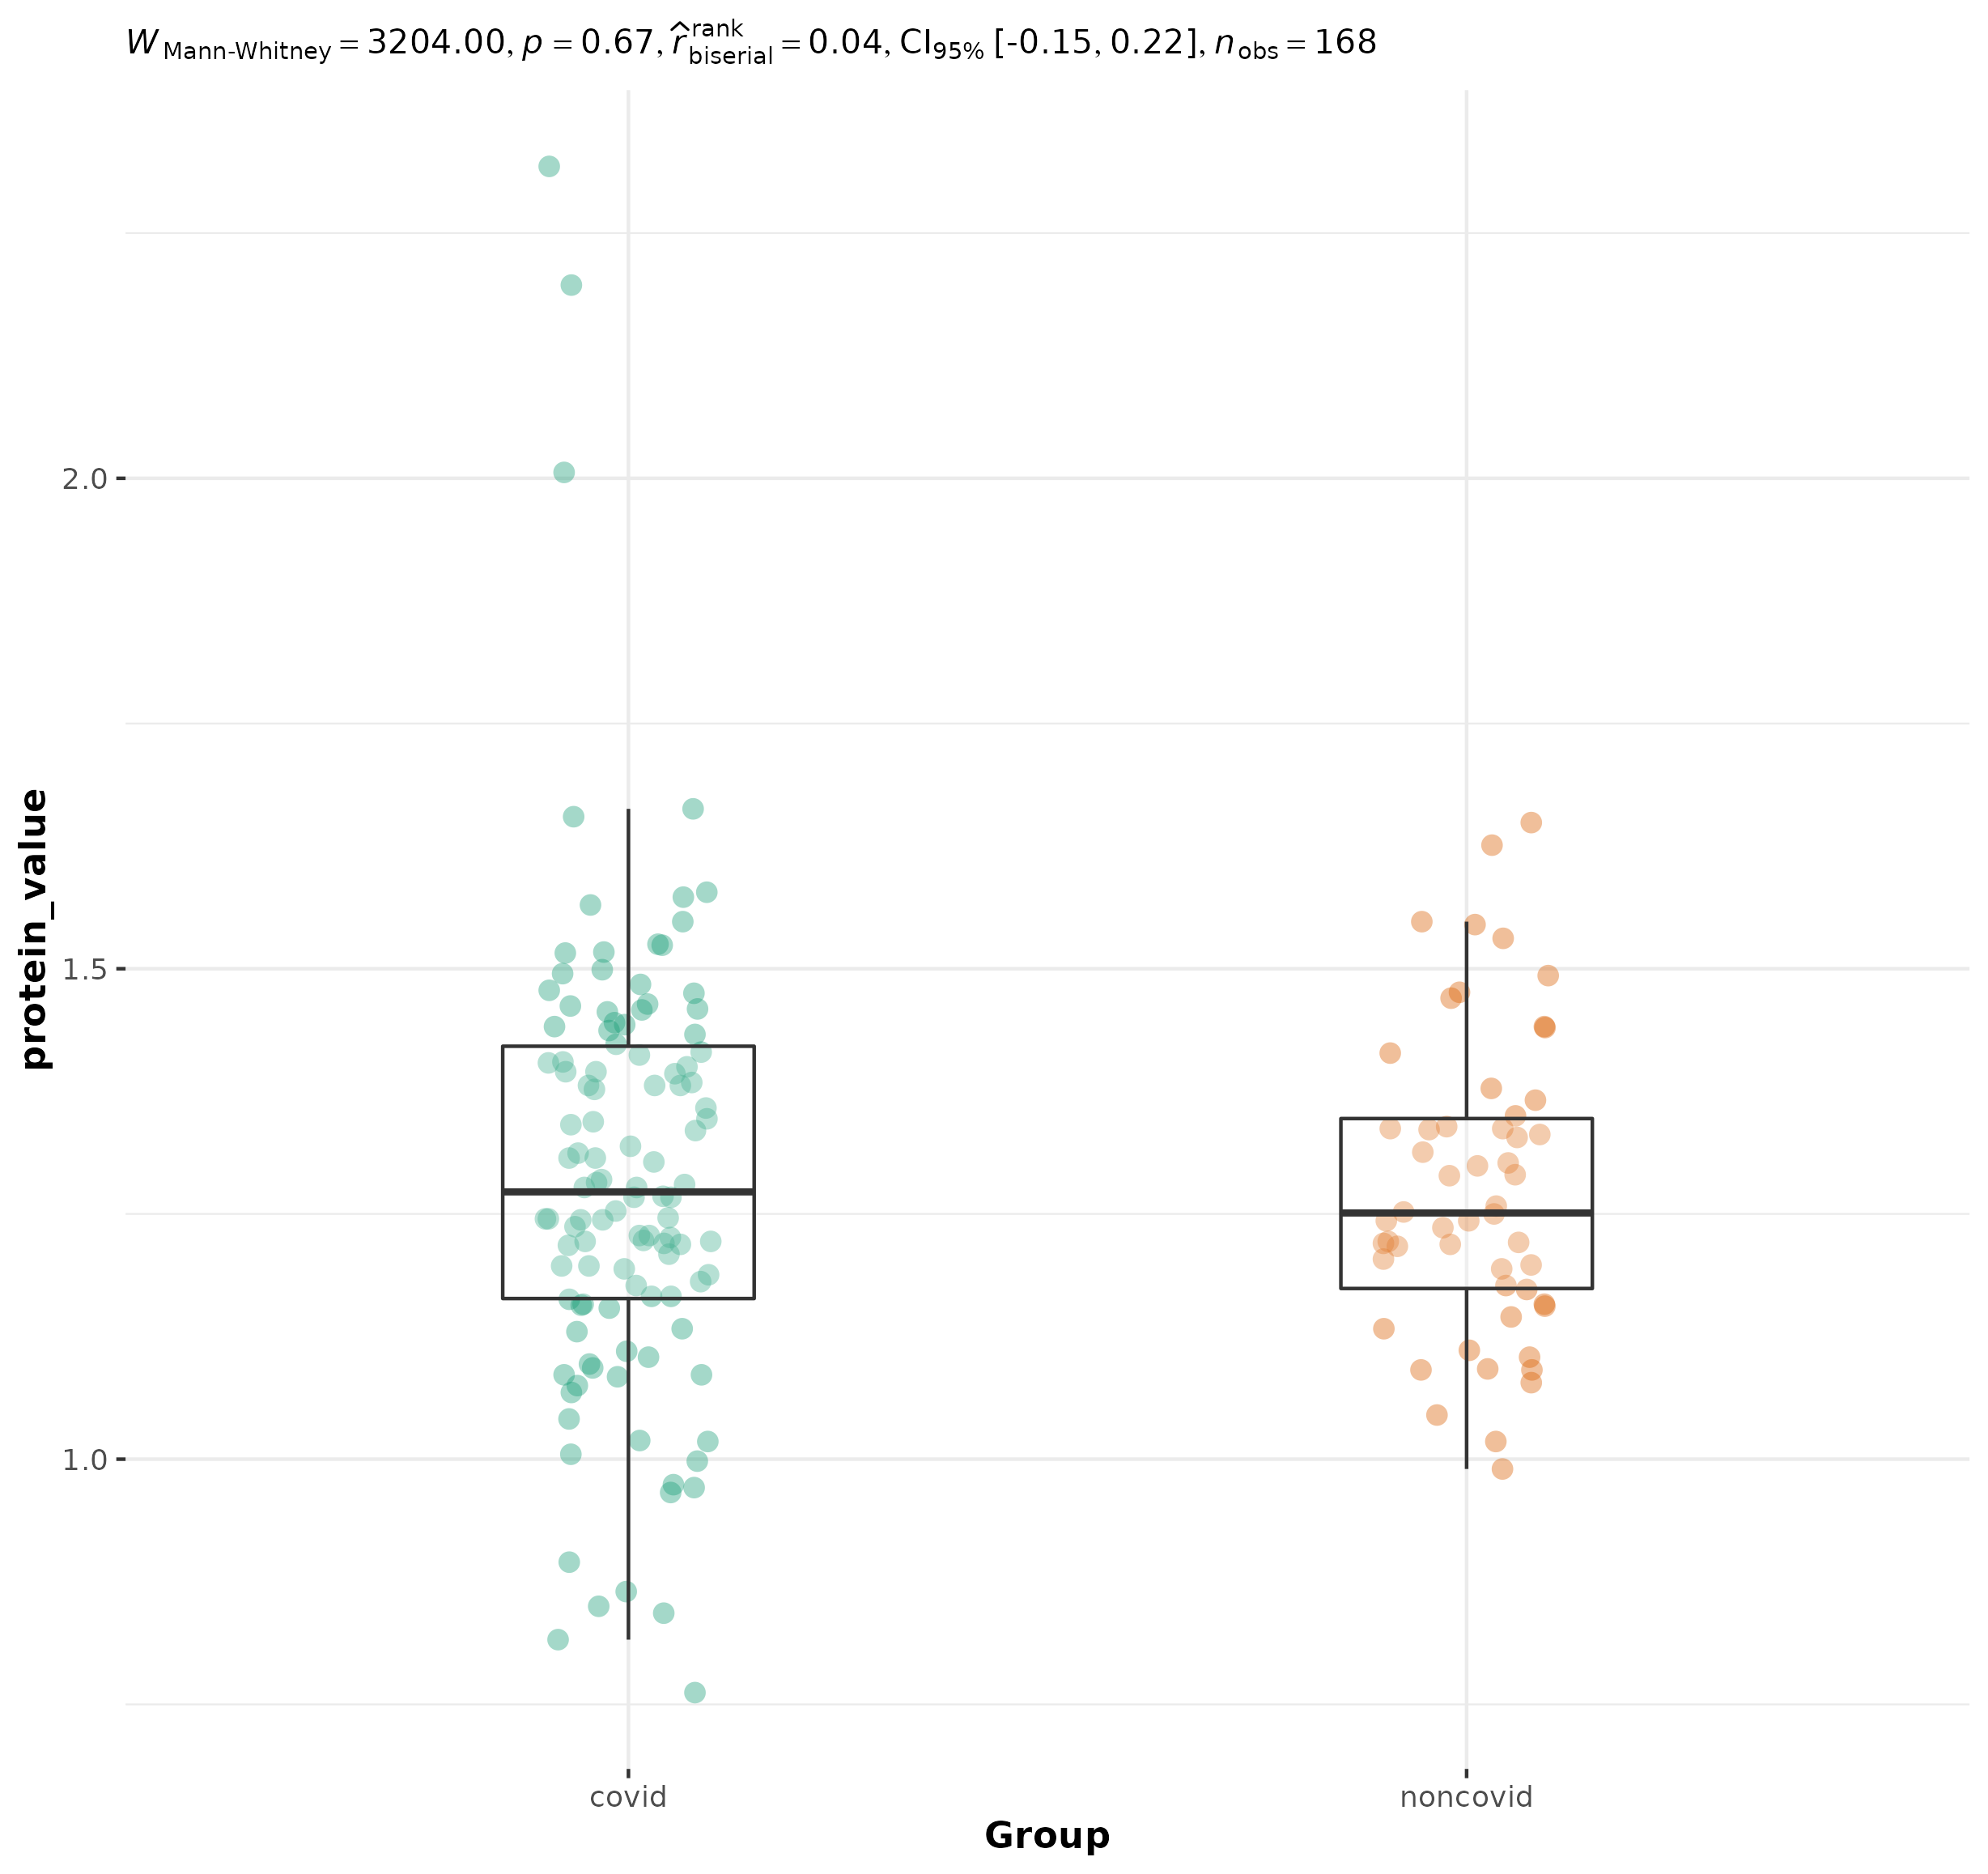 W Mann-Whitney = 3204.00, p = 0.67, r̂ rank biserial = 0.04, CI95% [-0.15, 0.22], nobs = 168
2.0
1.5
1.0
protein_value
covid noncovid
Group